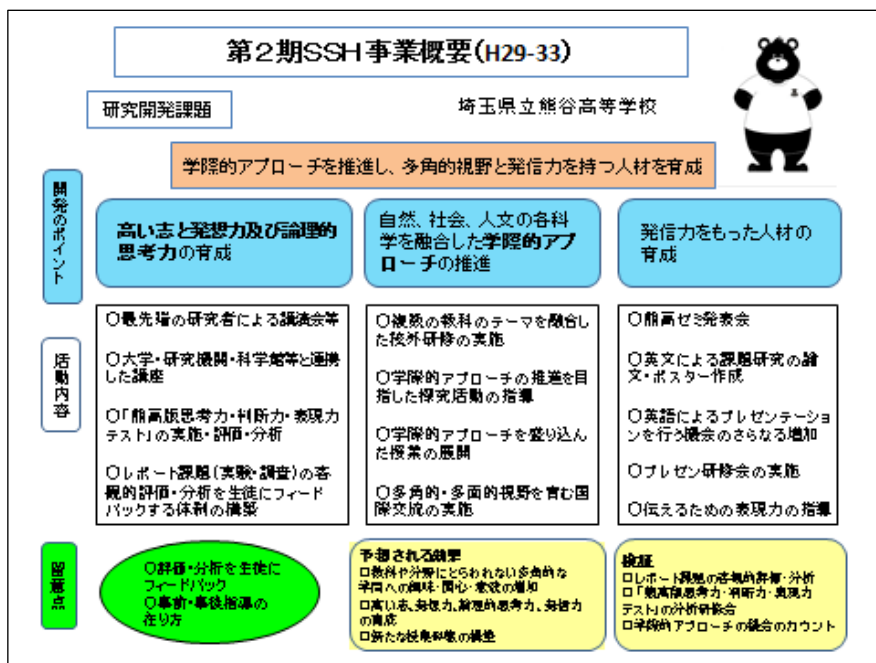 第2期SSH事業概要(H29-33)
研究開発課題
埼玉県立熊谷高等学校
学際的アプローチを推進し、多角的視野と発信力を持つ人材を育成
開発のポイント
高い志と発想力及び論理的
思考力の育成
自然、社会、人文の各科
学を融合した学際的アプ
ローチの推進
発信力をもった人材の
育成
活動内容
○最先端の研究者による講演会等
○大学・研究機関・科学館等と連携
した講座
○「熊高版思考力・判断力・表現力
テスト」の実施・評価・分析
○レポート課題(実験・調査)の客
観的評価・分析を生徒にフィード
バックする体制の構築
○複数の教科のテーマを融合し
た校外研修の実施
○学際的アプローチの推進を目
指した探究活動の指導
○学際的アプローチを盛り込ん
だ授業の展開
○多角的・多面的視野を育む国
際交流の実施
○熊高ゼミ発表会
○英文による課題研究の論
文・ポスター作成
○英語によるプレゼンテーショ
ンを行う機会のさらなる増加
○プレゼン研修会の実施
○伝えるための表現力の指導
留意点
○評価・分析を生徒に
フィードバック
○事前・事後指導の
在り方
予想される効果
□教科や分野にとらわれない多角的な
学問への興味・関心・意欲の増加
□高い志、発想力、論理的思考力、発信力
の育成
□新たな授業形態の構築
検証
□レポート課題の客観的評価・分析
□「熊高版思考力・判断力・表現力
テスト」の分析研修会
□学際的アプローチの機会のカウント